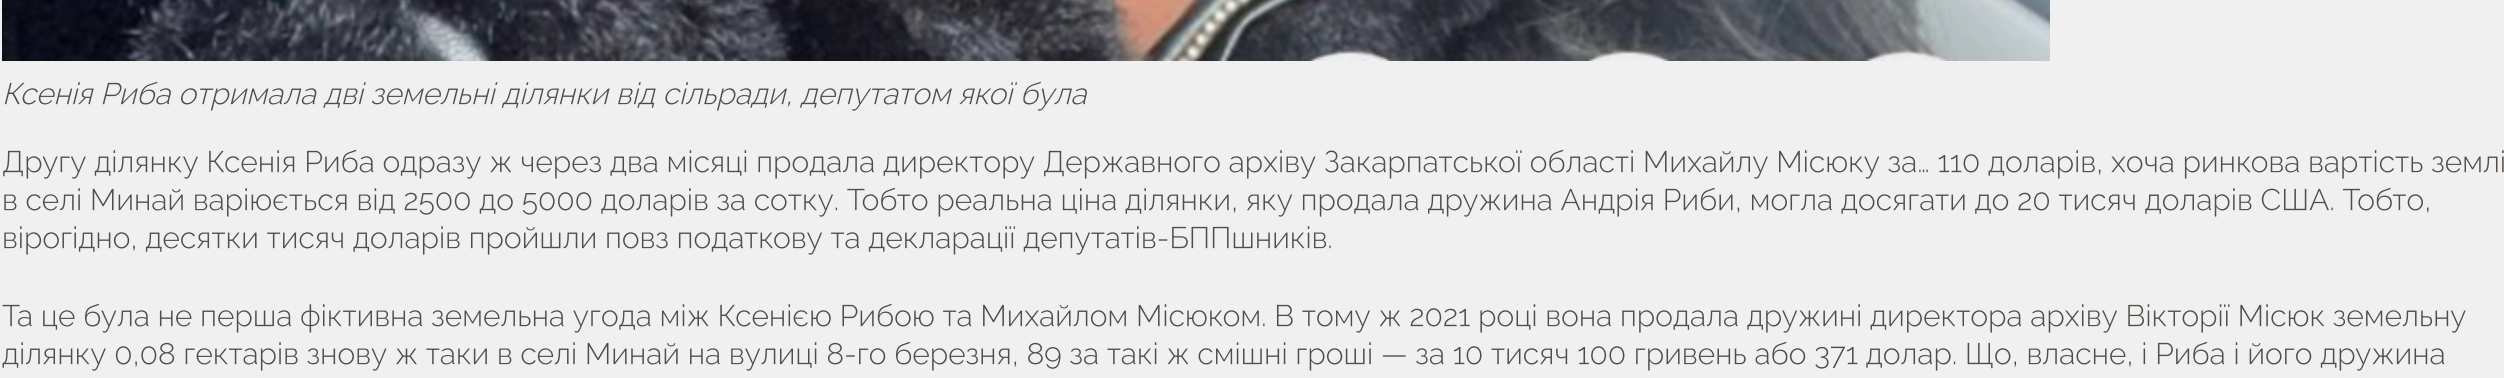 Ксенія Риба отримала дві земельні ділянки від сільради, депутатом якої була
Другу ділянку Ксенія Риба одразу ж через два місяці продала директору Державного архіву Закарпатської області Михайлу Місюку за... 110 доларів, хоча ринкова вартість землі
в селі Минай варіюється від 2500 до 5000 доларів за сотку. Тобто реальна ціна ділянки, яку продала дружина Андрія Риби, могла досягати до 20 тисяч доларів США. Тобто,
вірогідно, десятки тисяч доларів пройшли повз податкову та декларації депутатів-БППшників.
Та це була не перша фіктивна земельна угода між Ксенією Рибою та Михайлом Місюком. В тому ж 2021 році вона продала дружині директора архіву Вікторії Місюк земельну
ділянку 0,08 гектарів знову ж таки в селі Минай на вулиці 8-го березня, 89 за такі ж смішні гроші — за 10 тисяч 100 гривень або 371 долар. Що, власне, і Риба і його дружина